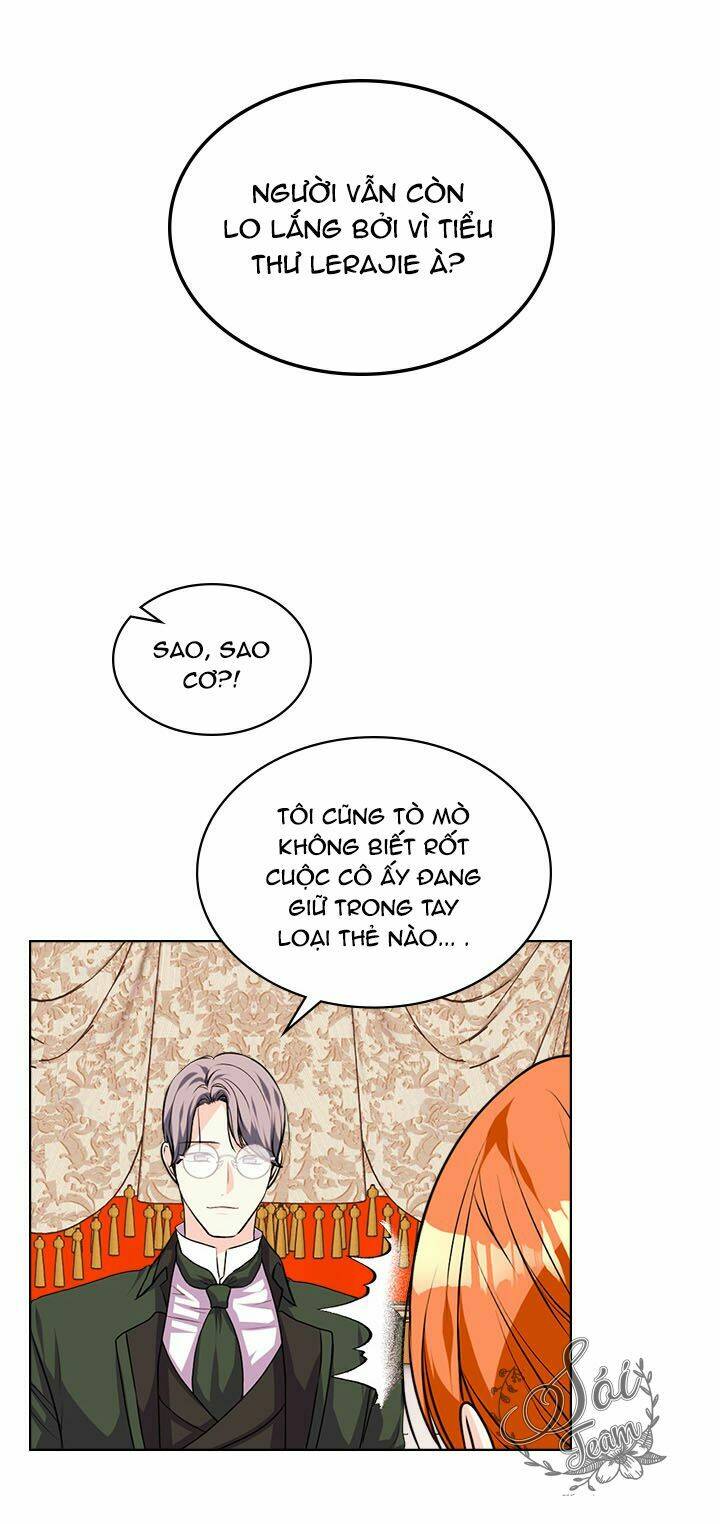 NGƯỜI VẪN CÒN
LO LẮNG BỞI VÌ TIỂU
THƯ LERAJIE À?
SAO, SAO
CƠ?!
TÔI CŨNG TÒ MÒ
KHÔNG BIẾT RỐT
CUỘC CÔ ẤY ĐANG
GIỮ TRONG TAY
LOẠI THẺ NÀO... .
Sói
Team